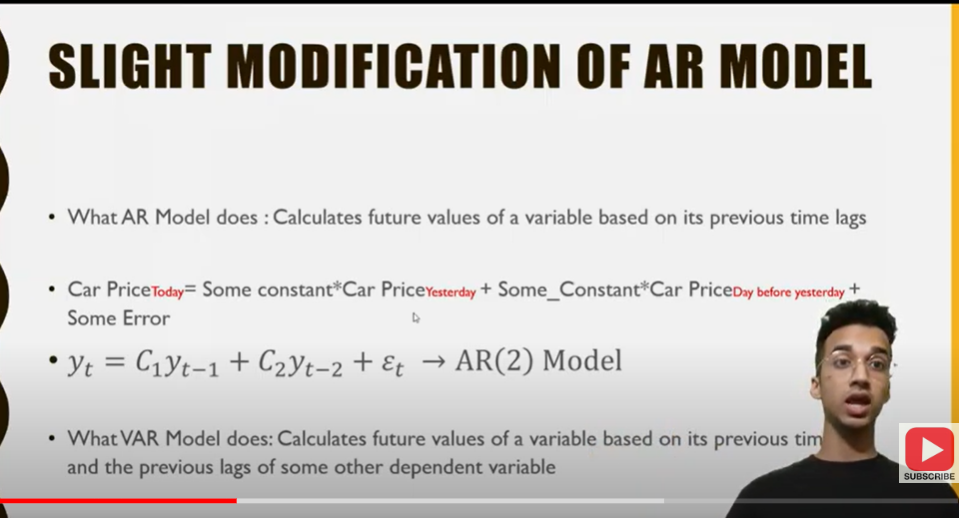 SLIGHT MODIFICATION OF AR MODEL
• What AR Model does : Calculates future values of a variable based on its previous time lags
• Car PriceToday= Some constant*Car PriceYesterday + Some_Constant*Car PriceDay before yesterday +
Some Error
• yₜ = C₁yₜ₋₁ + C₂yₜ₋₂ + εₜ → AR(2) Model
• What VAR Model does: Calculates future values of a variable based on its previous tim
and the previous lags of some other dependent variable
SUBSCRIBE